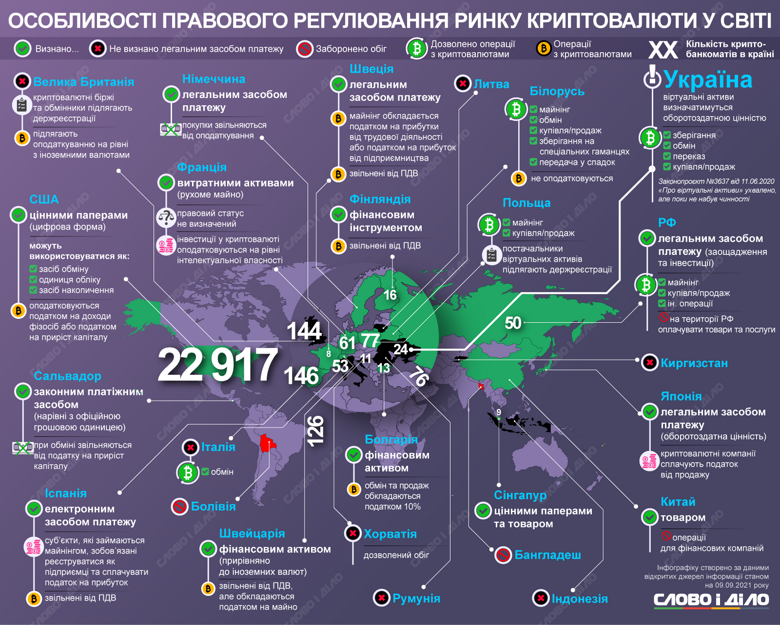 ОСОБЛИВОСТІ ПРАВОВОГО РЕГУЛЮВАННЯ РИНКУ КРИПТОВАЛЮТИ У СВІТІ
Визнано...
Не визнано легальним засобом платежу
Заборонено обіг
Дозволено операції
з криптовалютами
Операції
з криптовалютами
XX
Кількість крипто-
банкоматів в країні
Велика Британія
криптовалютні біржі
та обмінники підлягають
держреєстрації
підлягають
оподаткуванню на рівні
з іноземними валютами
США
цінними паперами
(цифрова форма)
можуть
використовуватися як:
засіб обміну
одиниця обліку
засіб накопичення
оподатковуються
податком на доходи
фізосіб або податком
на приріст капіталу
Сальвадор
законним платіжним
засобом
(нарівні з офіційною
грошовою одиницею)
при обміні звільняються
від податку на приріст
капіталу
Іспанія
електронним
засобом платежу
суб'єкти, які займаються
майнінгом, зобов'язані
реєструватися як
підприємці та сплачувати
податок на прибуток
звільнені від ПДВ
Німеччина
легальним засобом
платежу
покупки звільняються
від оподаткування
Франція
витратними активами
(рухоме майно)
правовий статус
не визначений
інвестиції у криптовалюти
оподатковуються на рівні
інтелектуальної власності
Швеція
легальним
засобом платежу
майнінг обкладається
податком на прибутки
від трудової діяльності
або податком на прибуток
від підприємництва
звільнені від ПДВ
Фінляндія
фінансовим
інструментом
звільнені від ПДВ
Литва
Білорусь
майнінг
обмін
купівля/продаж
зберігання на
спеціальних гаманцях
передача у спадок
не оподатковуються
Польща
майнінг
купівля/продаж
постачальники
віртуальних активів
підлягають держреєстрації
Україна
віртуальні активи
визначатимуться
оборотоздатною цінністю
зберігання
обмін
переказ
купівля/продаж
Законопроєкт №3637 від 11.06 2020
«Про віртуальні активи» ухвалено,
але поки не набув чинності
РФ
легальним засобом
платежу (заощадження
та інвестиції)
майнінг
купівля/продаж
ін. операції
на території РФ
оплачувати товари та послуги
Киргизстан
Японія
легальним засобом
платежу
(оборотоздатна цінність)
криптовалютні компанії
сплачують податок
від продажу
Китай
товаром
операції
для фінансових компаній
22 917
144
146
126
61
77
8
53
11
13
24
76
16
50
9
1
Італія
обмін
Болівія
Швейцарія
фінансовим активом
(прирівняно
до іноземних валют)
звільнені від ПДВ,
але обкладаються
податком на майно
Болгарія
фінансовим
активом
обмін та продаж
обкладаються
податком 10%
Хорватія
дозволений обіг
Румунія
Сінгапур
цінними паперами
та товаром
Бангладеш
Індонезія
Інфографіку створено за даними
відкритих джерел інформації станом
на 09.09.2021 року
СЛОВО і ДІЛО